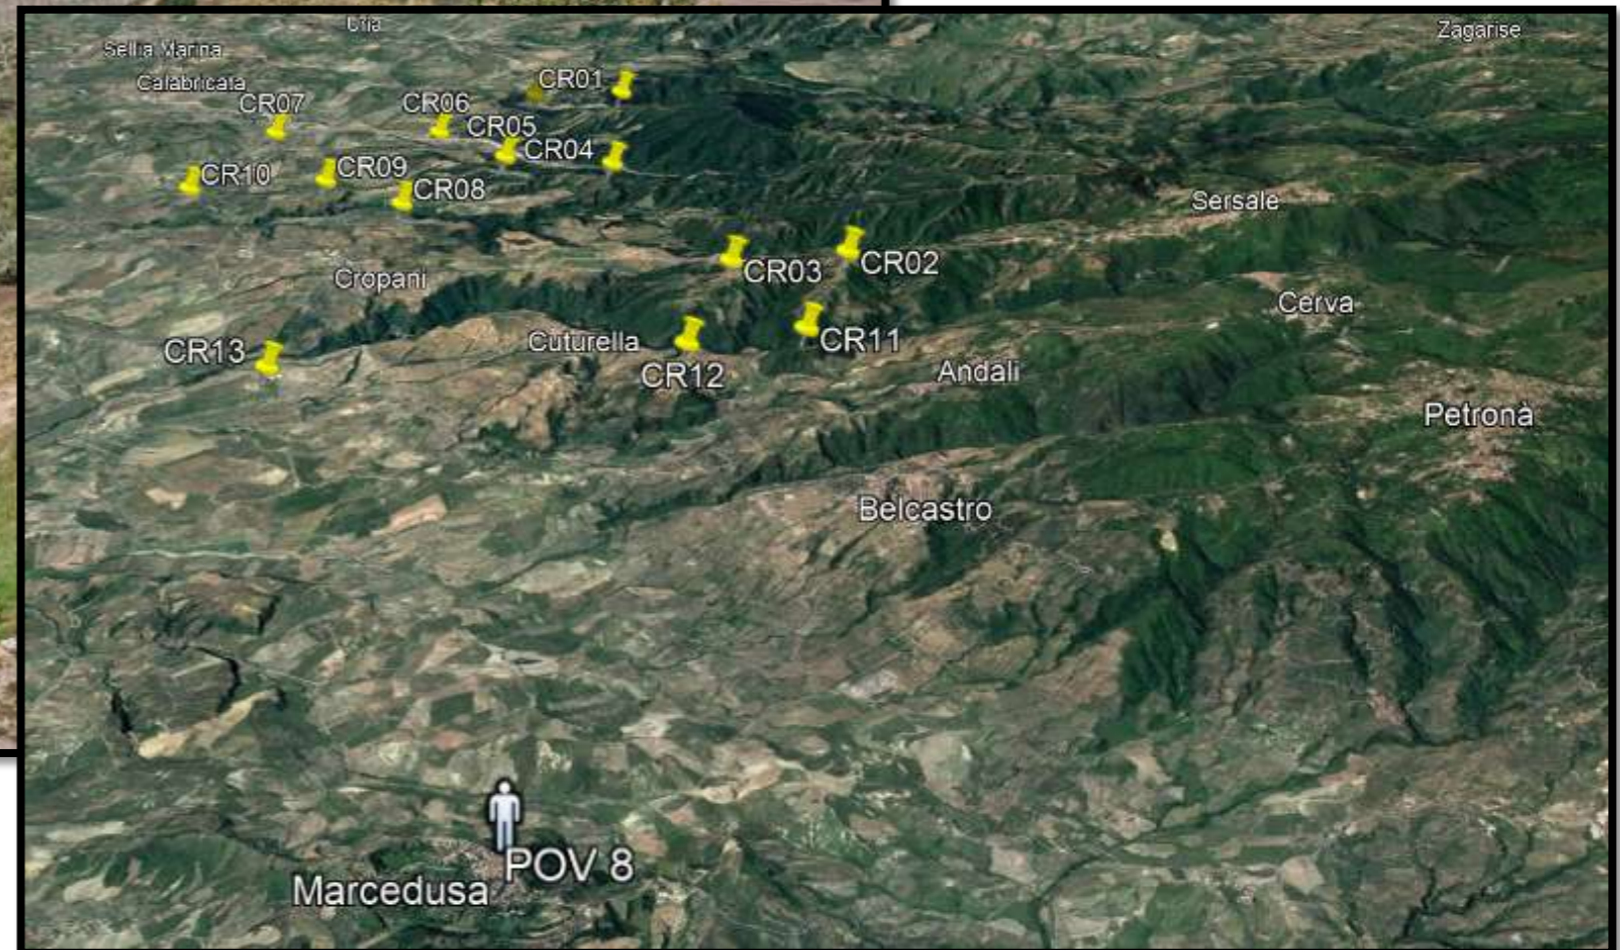 Uria
Zagarise
Sellia Marina
Calabricata
CR01
CR07
CR06
CR05
CR04
CR10
CR09
CR08
Sersale
CR03
CR02
Cropani
Cerva
CR13
Cuturella
CR11
CR12
Andali
Petronà
Belcastro
POV 8
Marcedusa